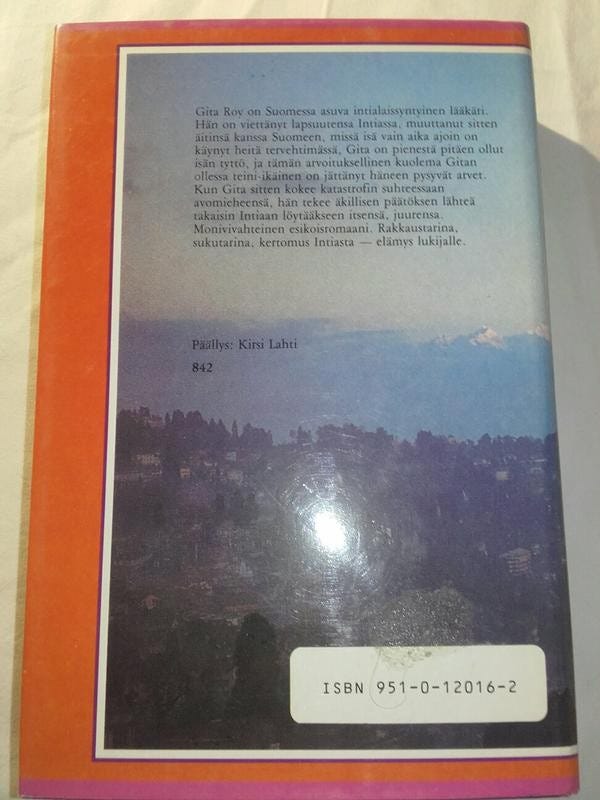 Gita Roy on Suomessa asuva intialaissyntyinen lääkäri.
Hän on viettänyt lapsuutensa Intiassa, muuttanut sitten
äitinsä kanssa Suomeen, missä isä vain aika ajoin on
käynyt heitä tervehtimässä, Gita on pienestä pitäen ollut
isän tyttö, ja tämän arvoituksellinen kuolema Gitan
ollessa teini-ikäinen on jättänyt häneen pysyvät arvet.
Kun Gita sitten kokee katastrofin suhteessaan
avomieheensä, hän tekee äkillisen päätöksen lähteä
takaisin Intiaan löytääkseen itsensä, juurensa.
Monivivahteinen esikoisromaani. Rakkaustarina,
sukutarina, kertomus Intiasta — elämys lukijalle.
Päällys: Kirsi Lahti
842
ISBN 951-0-12016-2